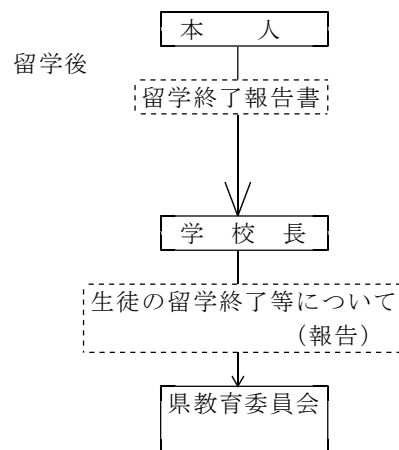 本　　人
留学後
留学終了報告書
学　校　長
生徒の留学終了等について
（報告）
県教育委員会